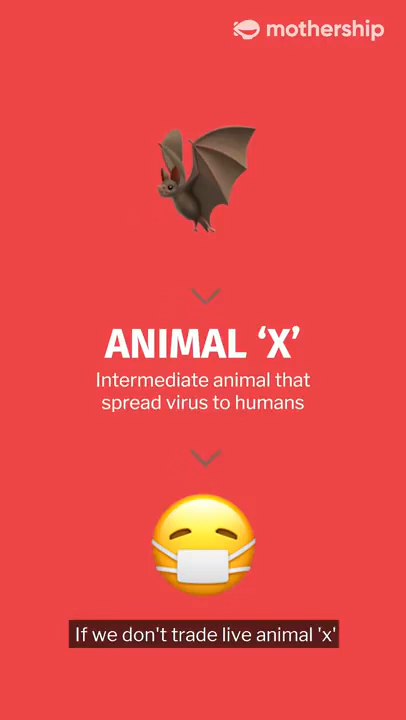 mothership
ANIMAL ‘X’
Intermediate animal that
spread virus to humans
If we don't trade live animal 'x'